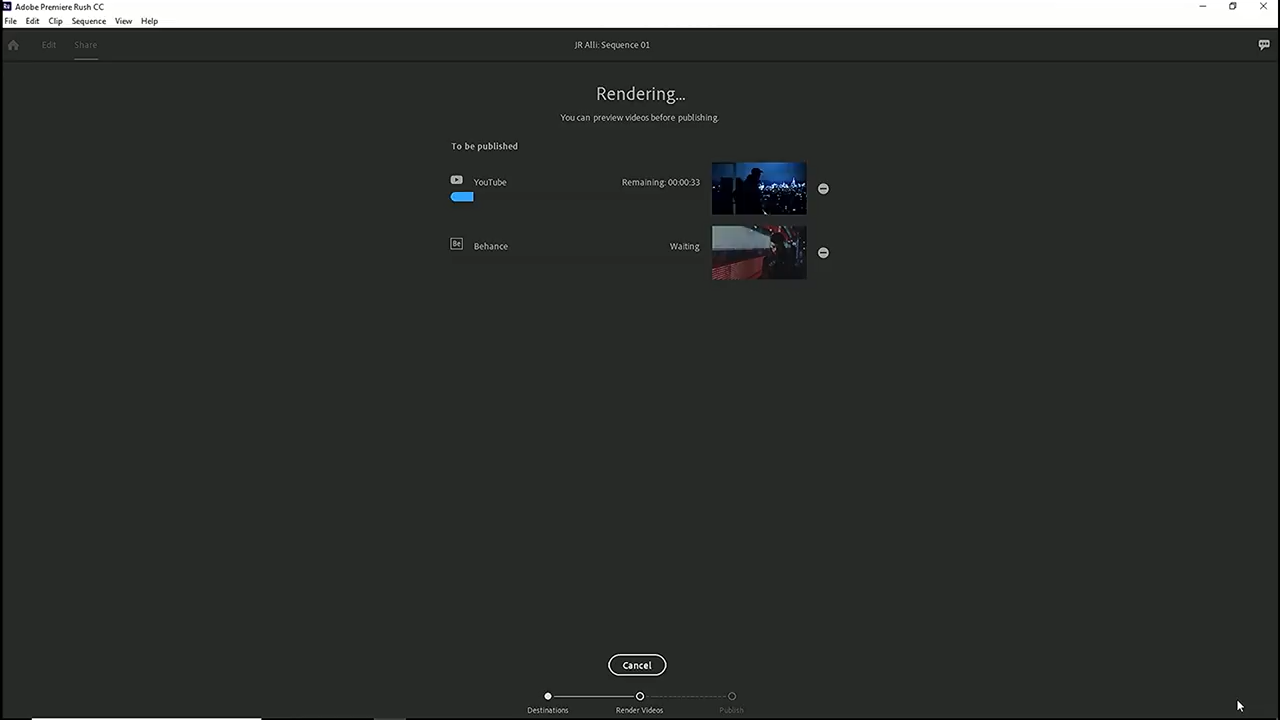 Ru Adobe Premiere Rush CC
File Edit Clip Sequence View Help
Edit Share JR Alli: Sequence 01
Rendering...
You can preview videos before publishing.
To be published
YouTube Remaining: 00:00:33
Be Behance Waiting
Cancel
Destinations Render Videos Publish